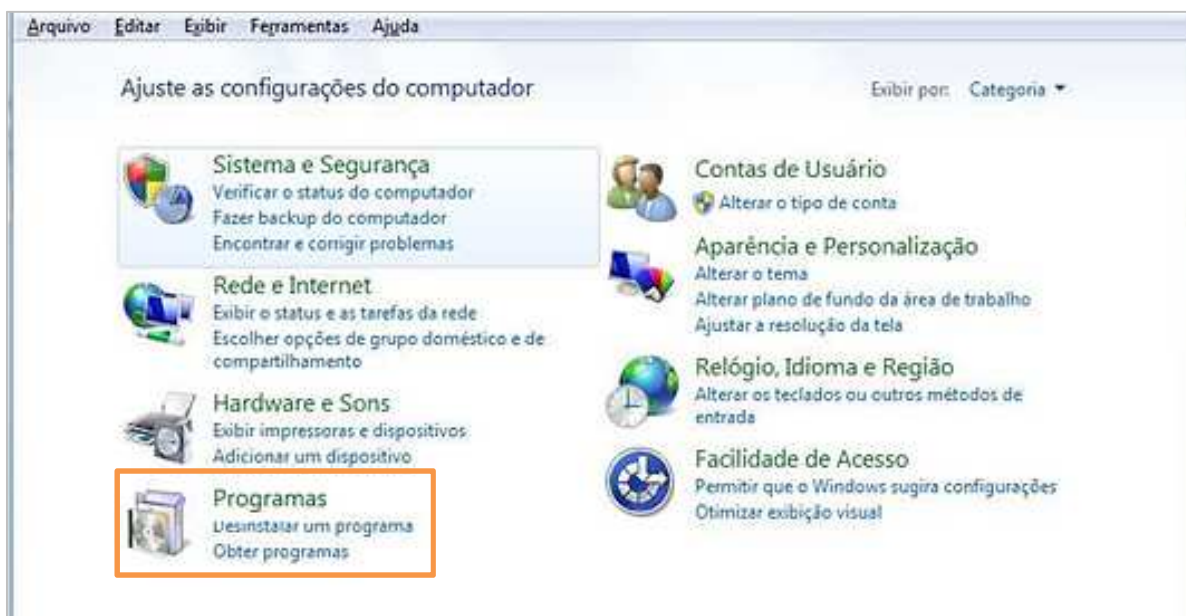 Arquivo Editar Exibir Ferramentas Ajuda
Ajuste as configurações do computador
Exibir por: Categoria
Sistema e Segurança
Verificar o status do computador
Fazer backup do computador
Encontrar e corrigir problemas
Rede e Internet
Exibir o status e as tarefas da rede
Escolher opções de grupo doméstico e de
compartilhamento
Hardware e Sons
Exibir impressoras e dispositivos
Adicionar um dispositivo
Programas
Desinstalar um programa
Obter programas
Contas de Usuário
Alterar o tipo de conta
Aparência e Personalização
Alterar o tema
Alterar plano de fundo da área de trabalho
Ajustar a resolução da tela
Relógio, Idioma e Região
Alterar os teclados ou outros métodos de
entrada
Facilidade de Acesso
Permitir que o Windows sugira configurações
Otimizar exibição visual